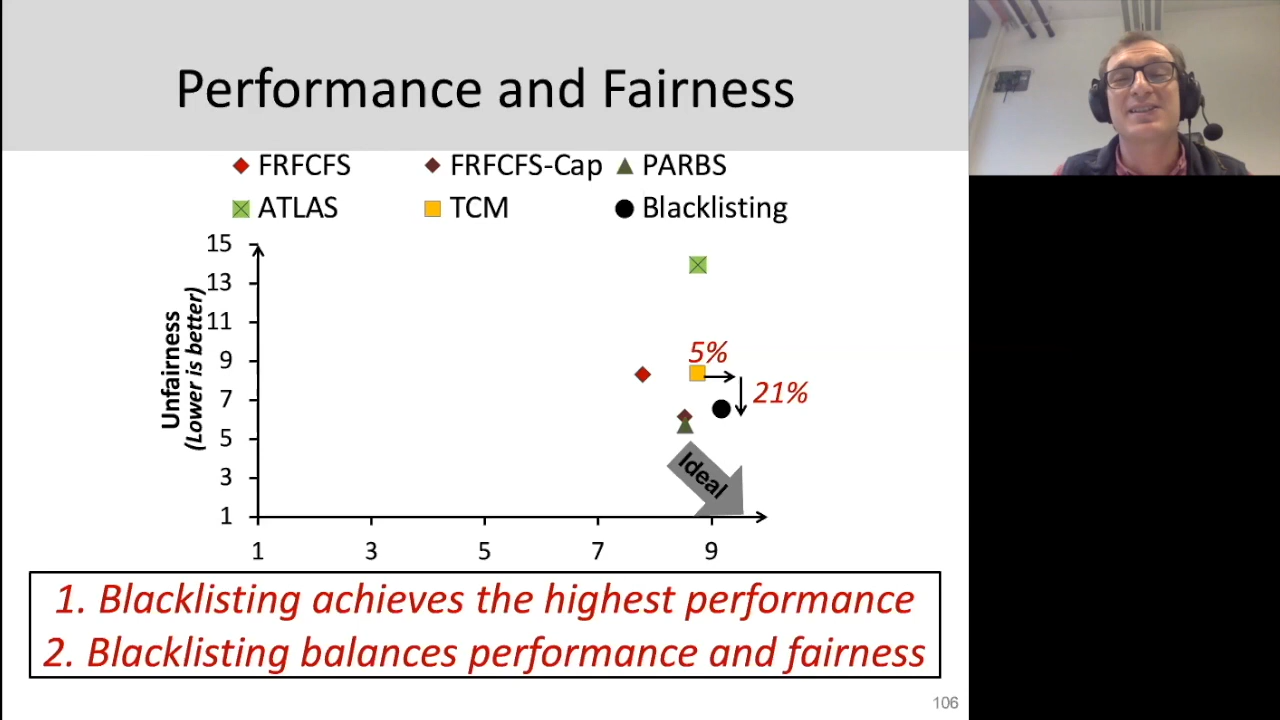 Performance and Fairness
FRFCFS
FRFCFS-Cap
PARBS
ATLAS
TCM
Blacklisting
15
13
11
9
7
5
3
1
Unfairness
(Lower is better)
5%
21%
Ideal
1 3 5 7 9
1. Blacklisting achieves the highest performance
2. Blacklisting balances performance and fairness
106